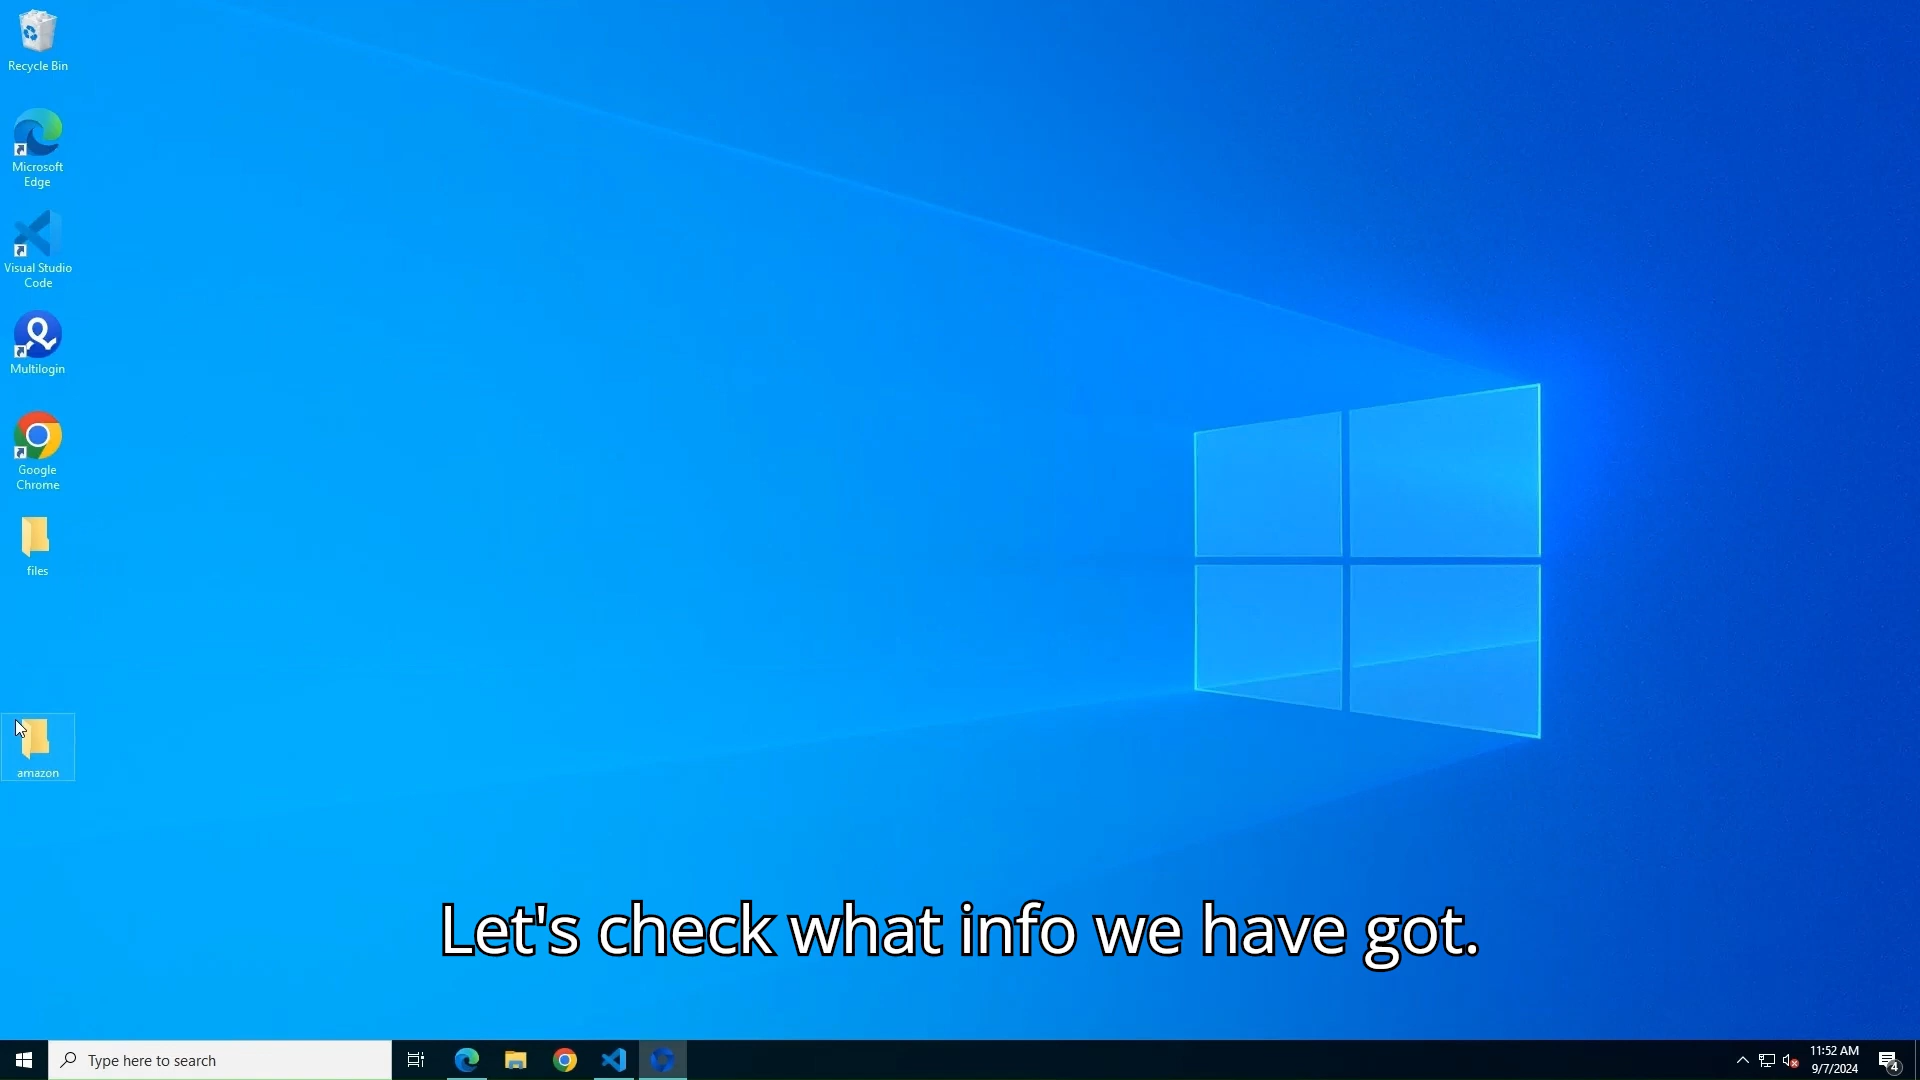 Recycle Bin
Microsoft
Edge
Visual Studio
Code
Multilogin
Google
Chrome
files
amazon
Let's check what info we have got.
Type here to search
11:52 AM
9/7/2024
4